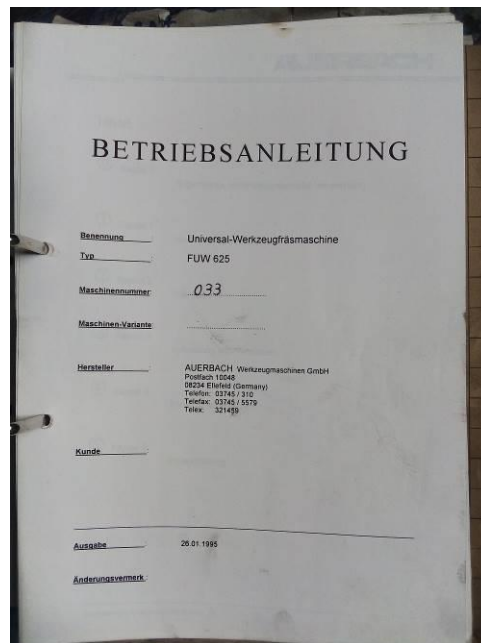 BETRIEBSANLEITUNG
Benennung : Universal-Werkzeugfräsmaschine
Typ : FUW 625
Maschinennummer: 033
Maschinen-Variante:
Hersteller : AUERBACH Werkzeugmaschinen GmbH
Postfach 10048
08234 Ellefeld (Germany)
Telefon: 03745 / 310
Telefax: 03745 / 5579
Telex: 321459
Kunde :
Ausgabe : 26.01.1995
Änderungsvermerk :